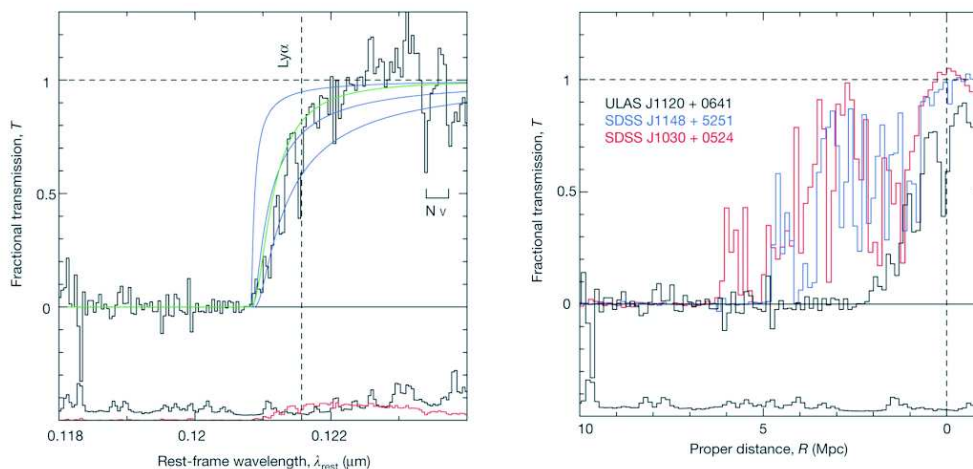 Lyα
1
0.5
0
Fractional transmission, T
N V
0.118
0.12
0.122
Rest-frame wavelength, λrest (μm)
1
0.5
0
Fractional transmission, T
ULAS J1120 + 0641
SDSS J1148 + 5251
SDSS J1030 + 0524
10
5
0
Proper distance, R (Mpc)